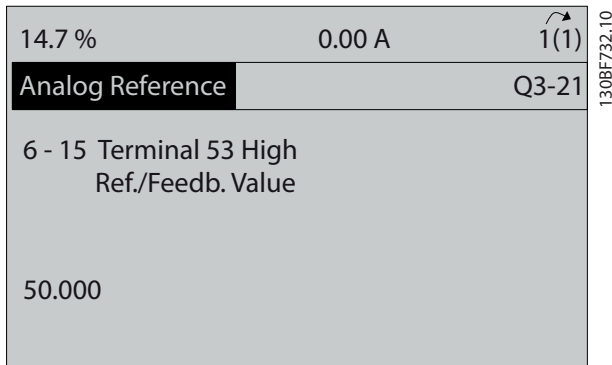 14.7 % 0.00 A 1(1)
Analog Reference Q3-21
6 - 15 Terminal 53 High
Ref./Feedb. Value
50.000
130BF732.10